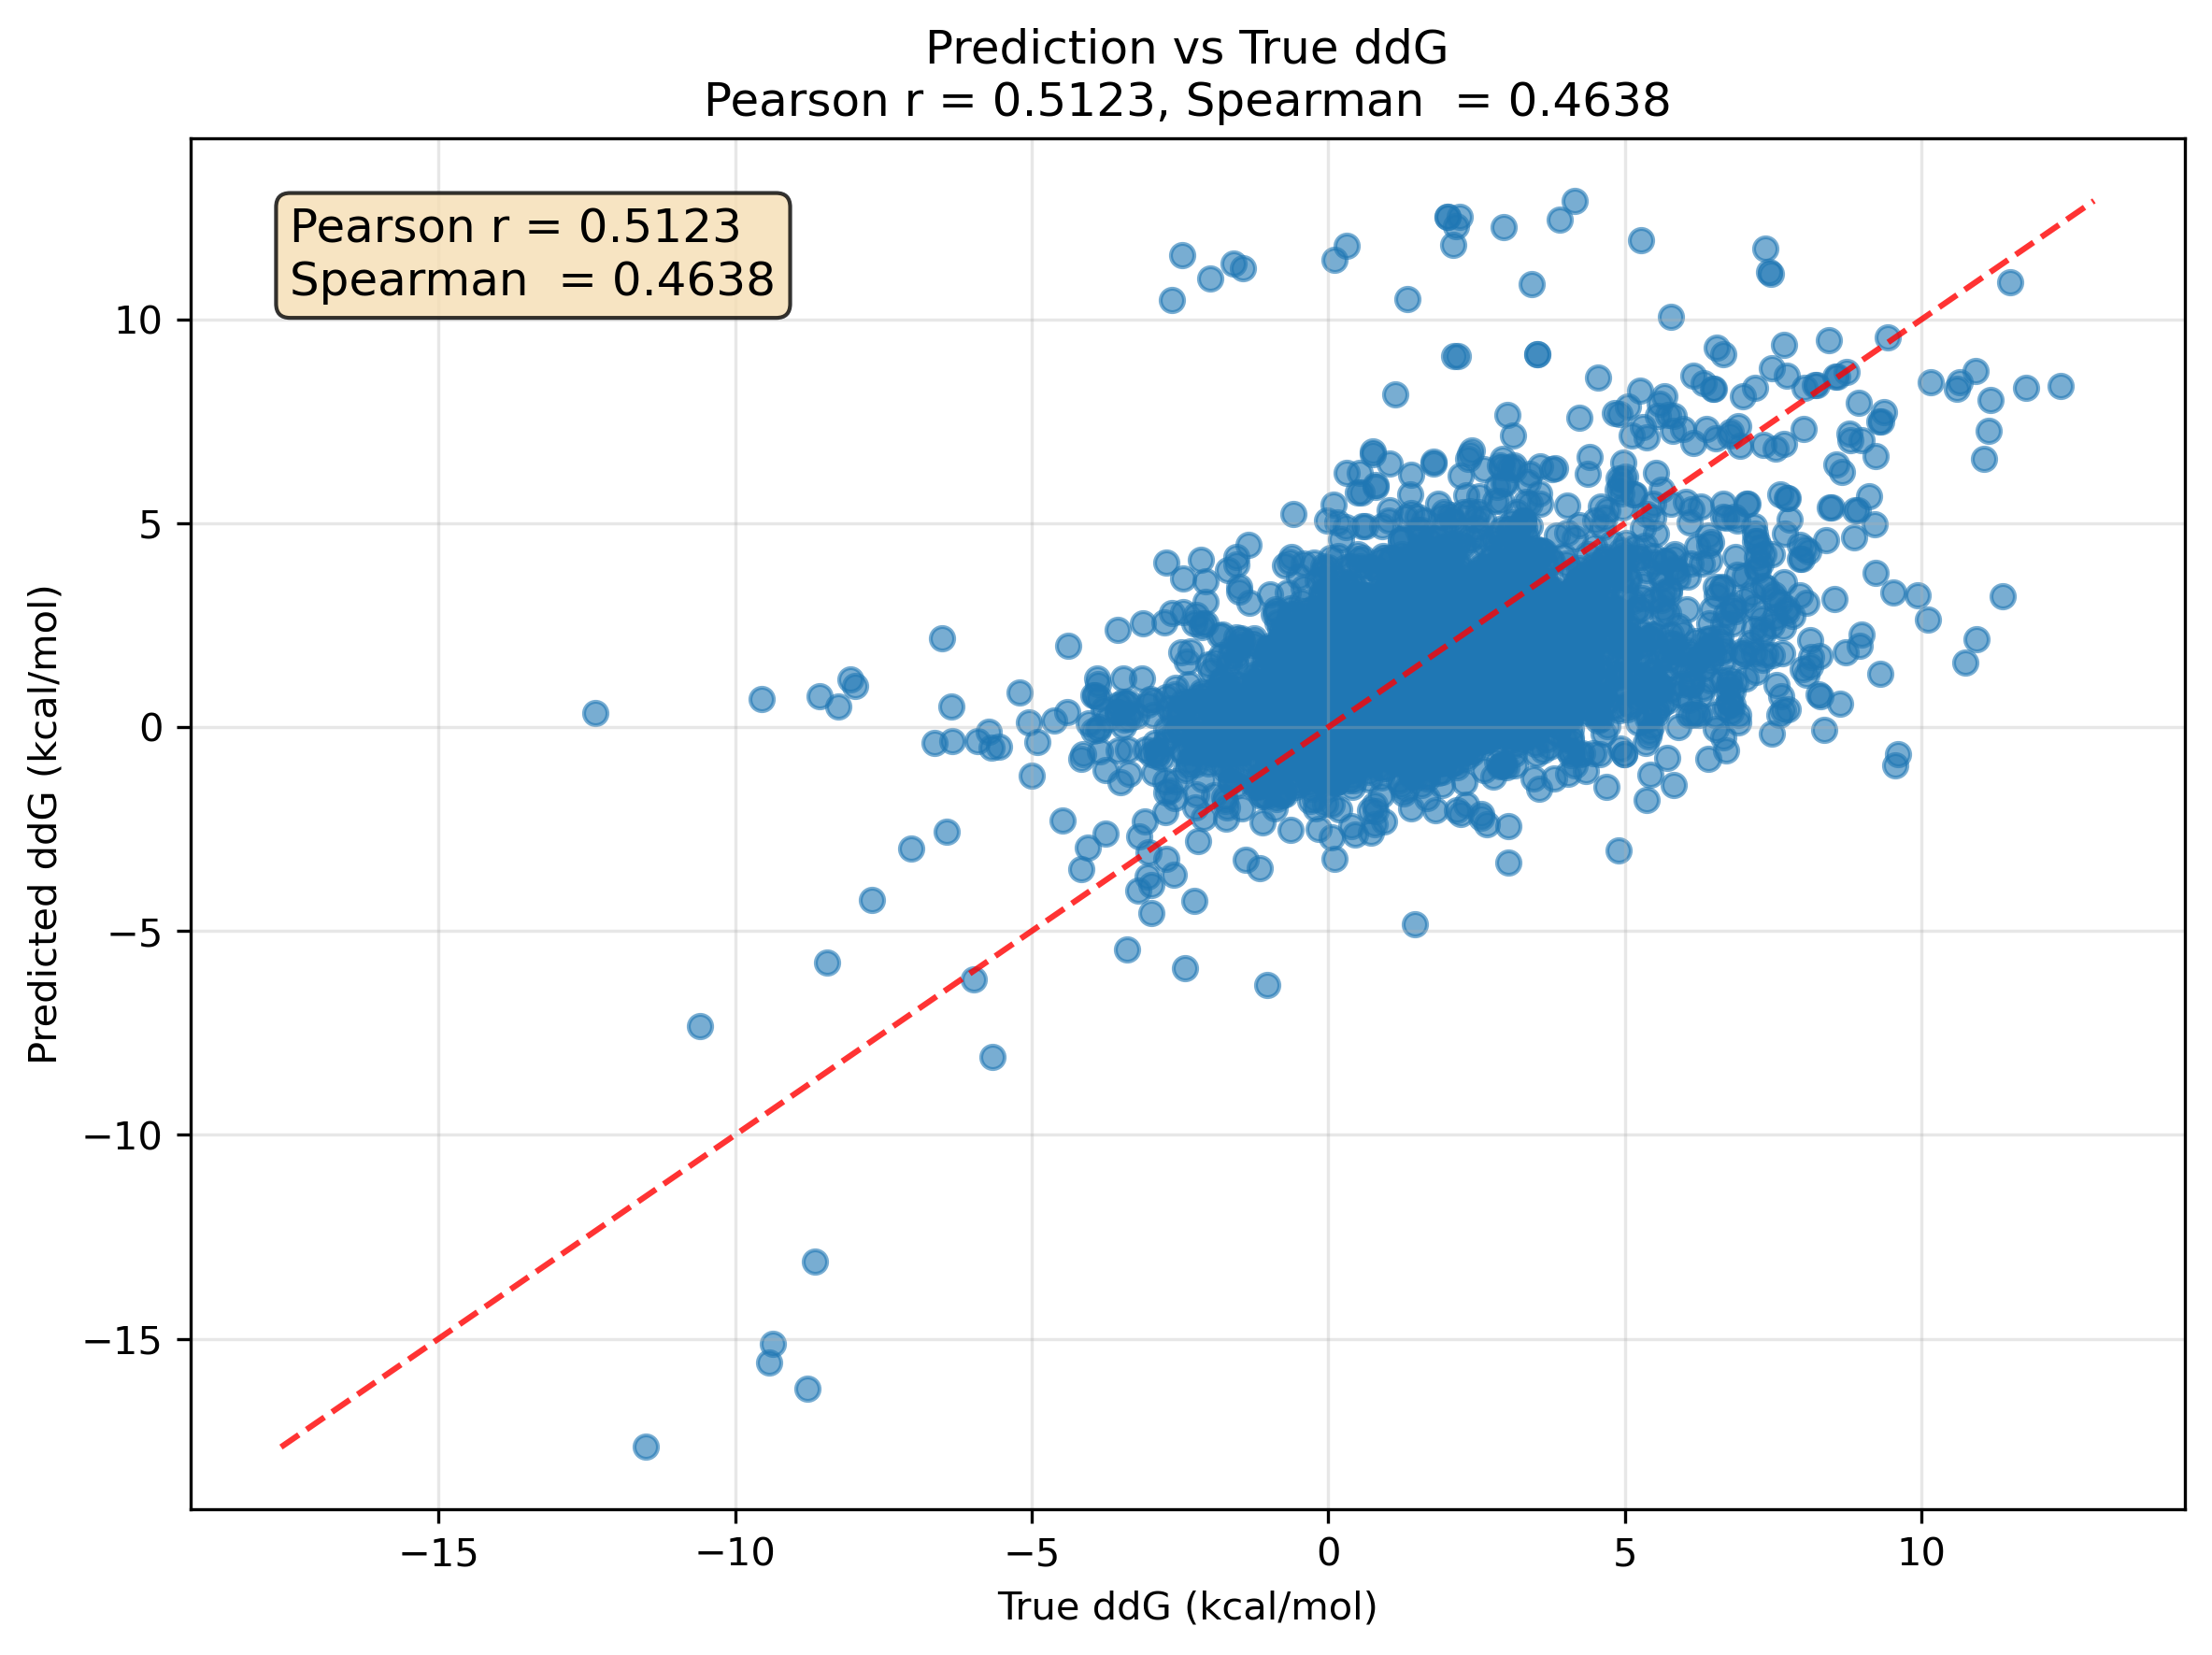 Prediction vs True ddG
Pearson r = 0.5123, Spearman  = 0.4638
Pearson r = 0.5123
Spearman  = 0.4638
10
5
0
−5
−10
−15
Predicted ddG (kcal/mol)
−15
−10
−5
0
5
10
True ddG (kcal/mol)